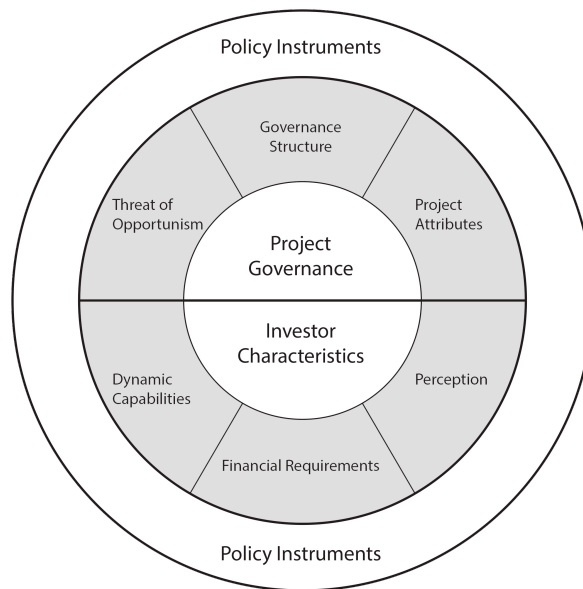 Policy Instruments
Governance
Structure
Threat of
Opportunism
Project
Attributes
Project
Governance
Investor
Characteristics
Dynamic
Capabilities
Perception
Financial Requirements
Policy Instruments